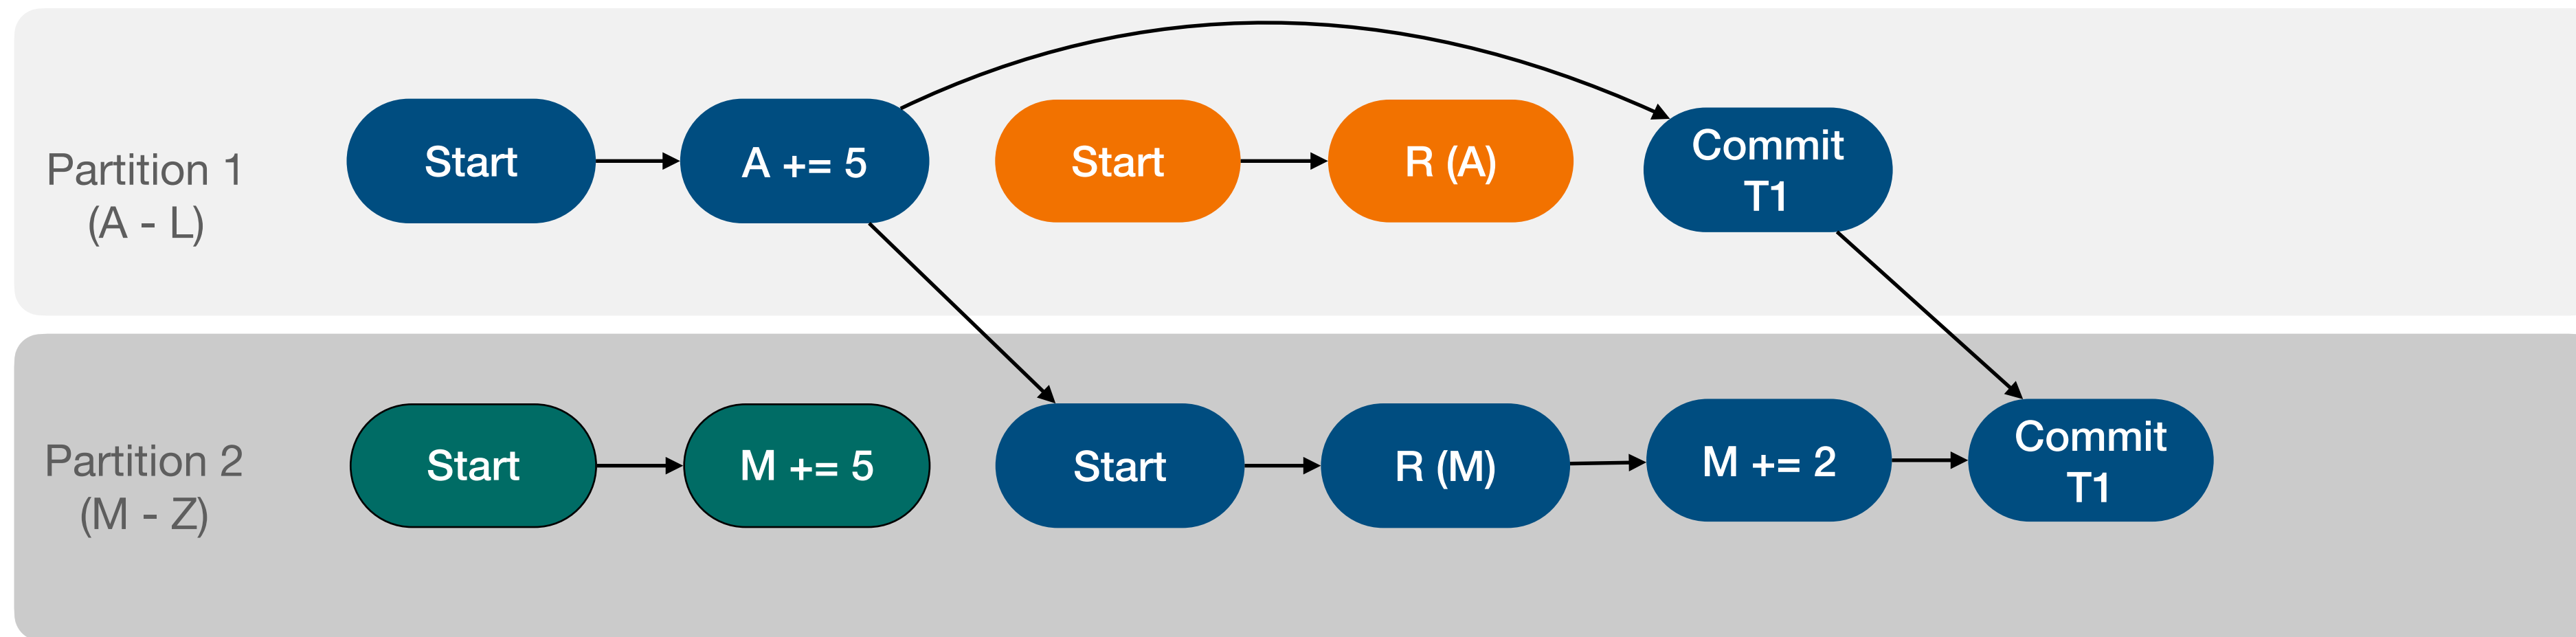 Partition 1
(A - L)
Start
A += 5
Start
R (A)
Commit
T1
Partition 2
(M - Z)
Start
M += 5
Start
R (M)
M += 2
Commit
T1